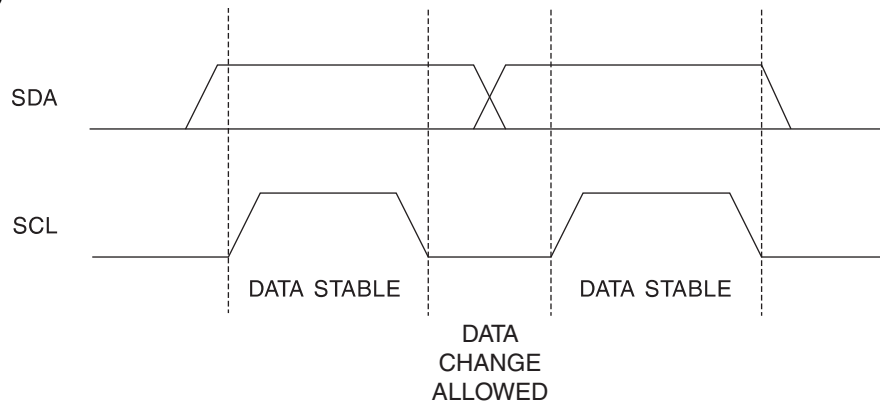 SDA
SCL
DATA STABLE
DATA STABLE
DATA
CHANGE
ALLOWED